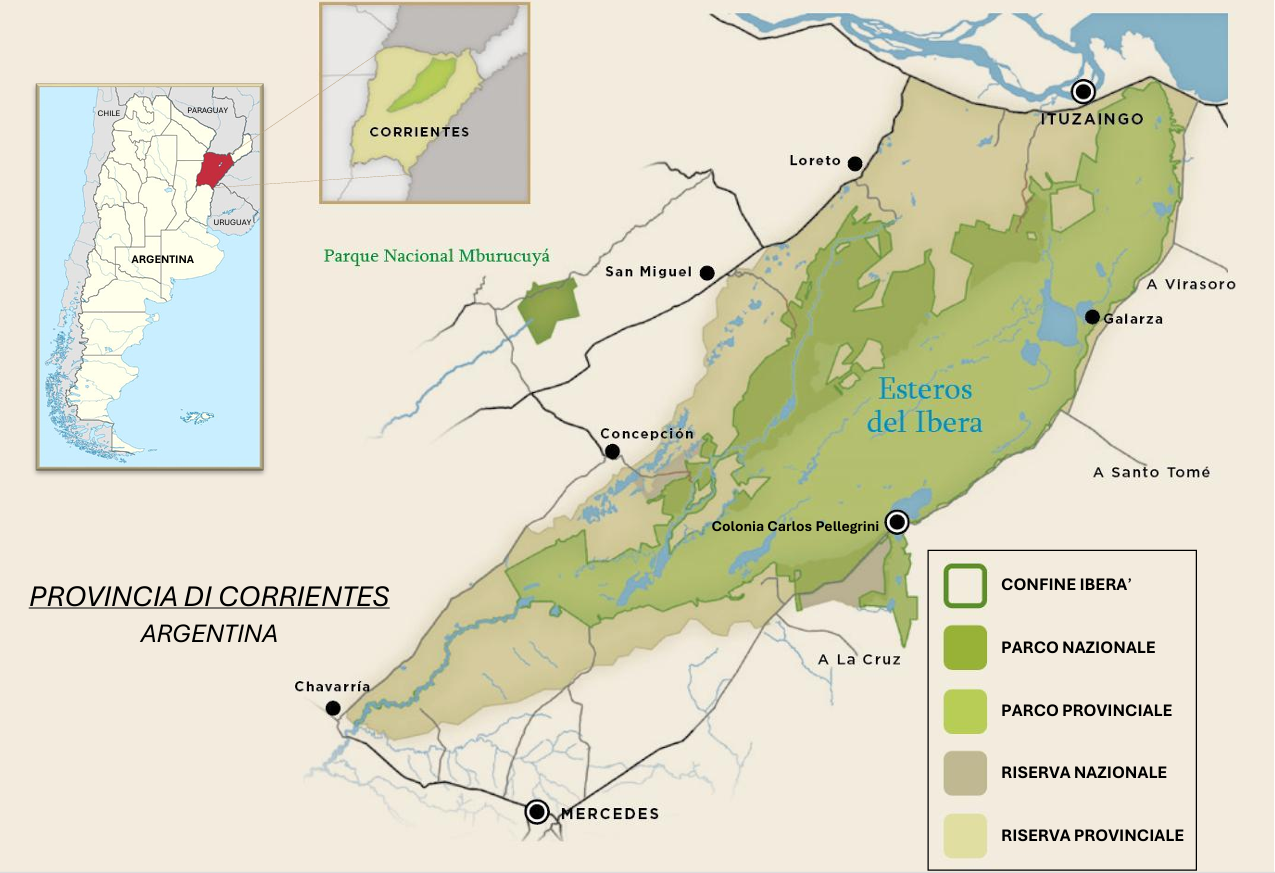 CHILE
PARAGUAY
URUGUAY
ARGENTINA
CORRIENTES
ITUZAINGO
Loreto
Parque Nacional Mburucuyá
San Miguel
A Virasoro
Galarza
Esteros
del Ibera
Concepción
A Santo Tomé
Colonia Carlos Pellegrini
PROVINCIA DI CORRIENTES
ARGENTINA
A La Cruz
Chavarría
MERCEDES
CONFINE IBERA’
PARCO NAZIONALE
PARCO PROVINCIALE
RISERVA NAZIONALE
RISERVA PROVINCIALE